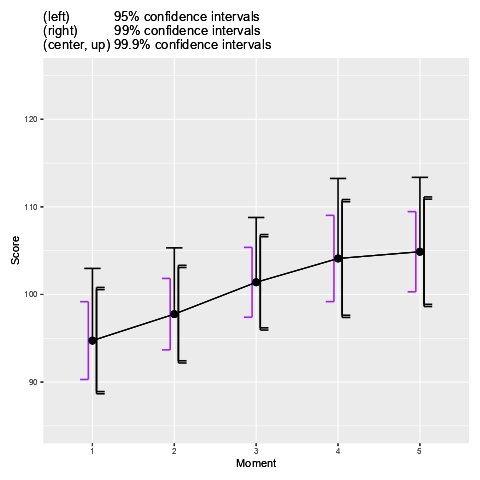 (left) 95% confidence intervals
(right) 99% confidence intervals
(center, up) 99.9% confidence intervals
120
110
100
90
Score
1 2 3 4 5
Moment